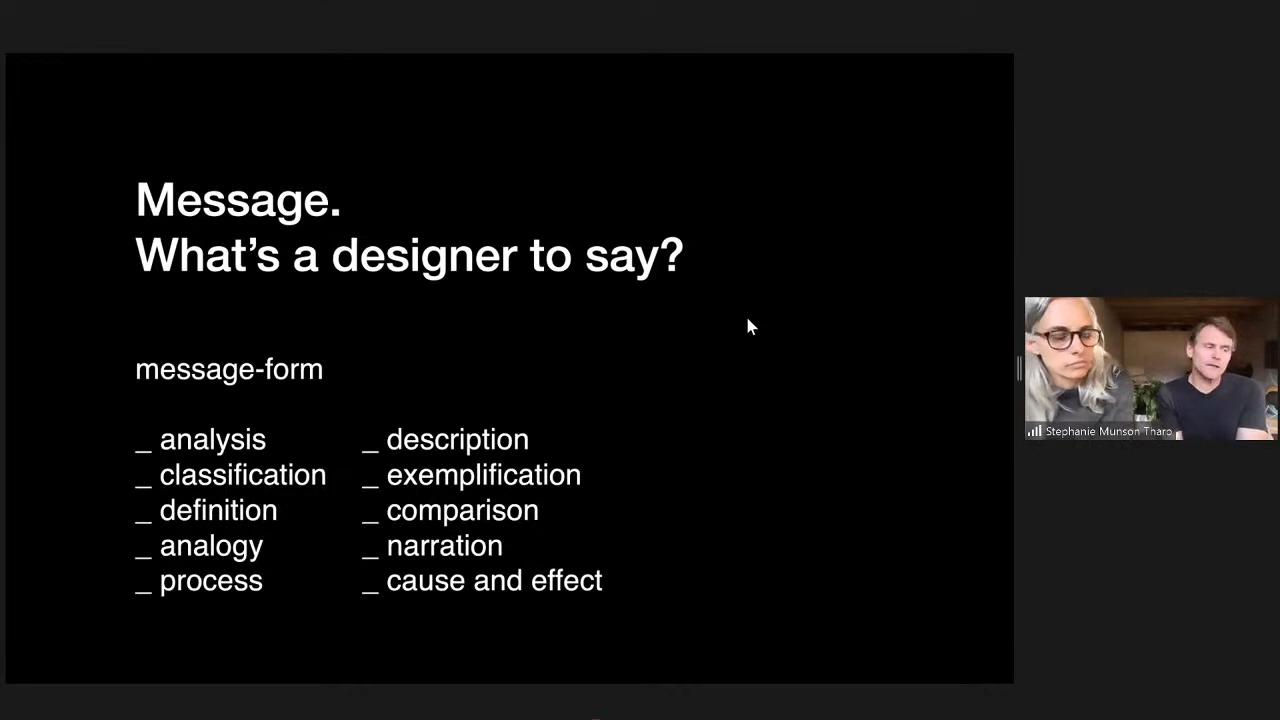 Message.
What's a designer to say?
message-form
_ analysis
_ classification
_ definition
_ analogy
_ process
_ description
_ exemplification
_ comparison
_ narration
_ cause and effect
Stephanie Munson Tharp